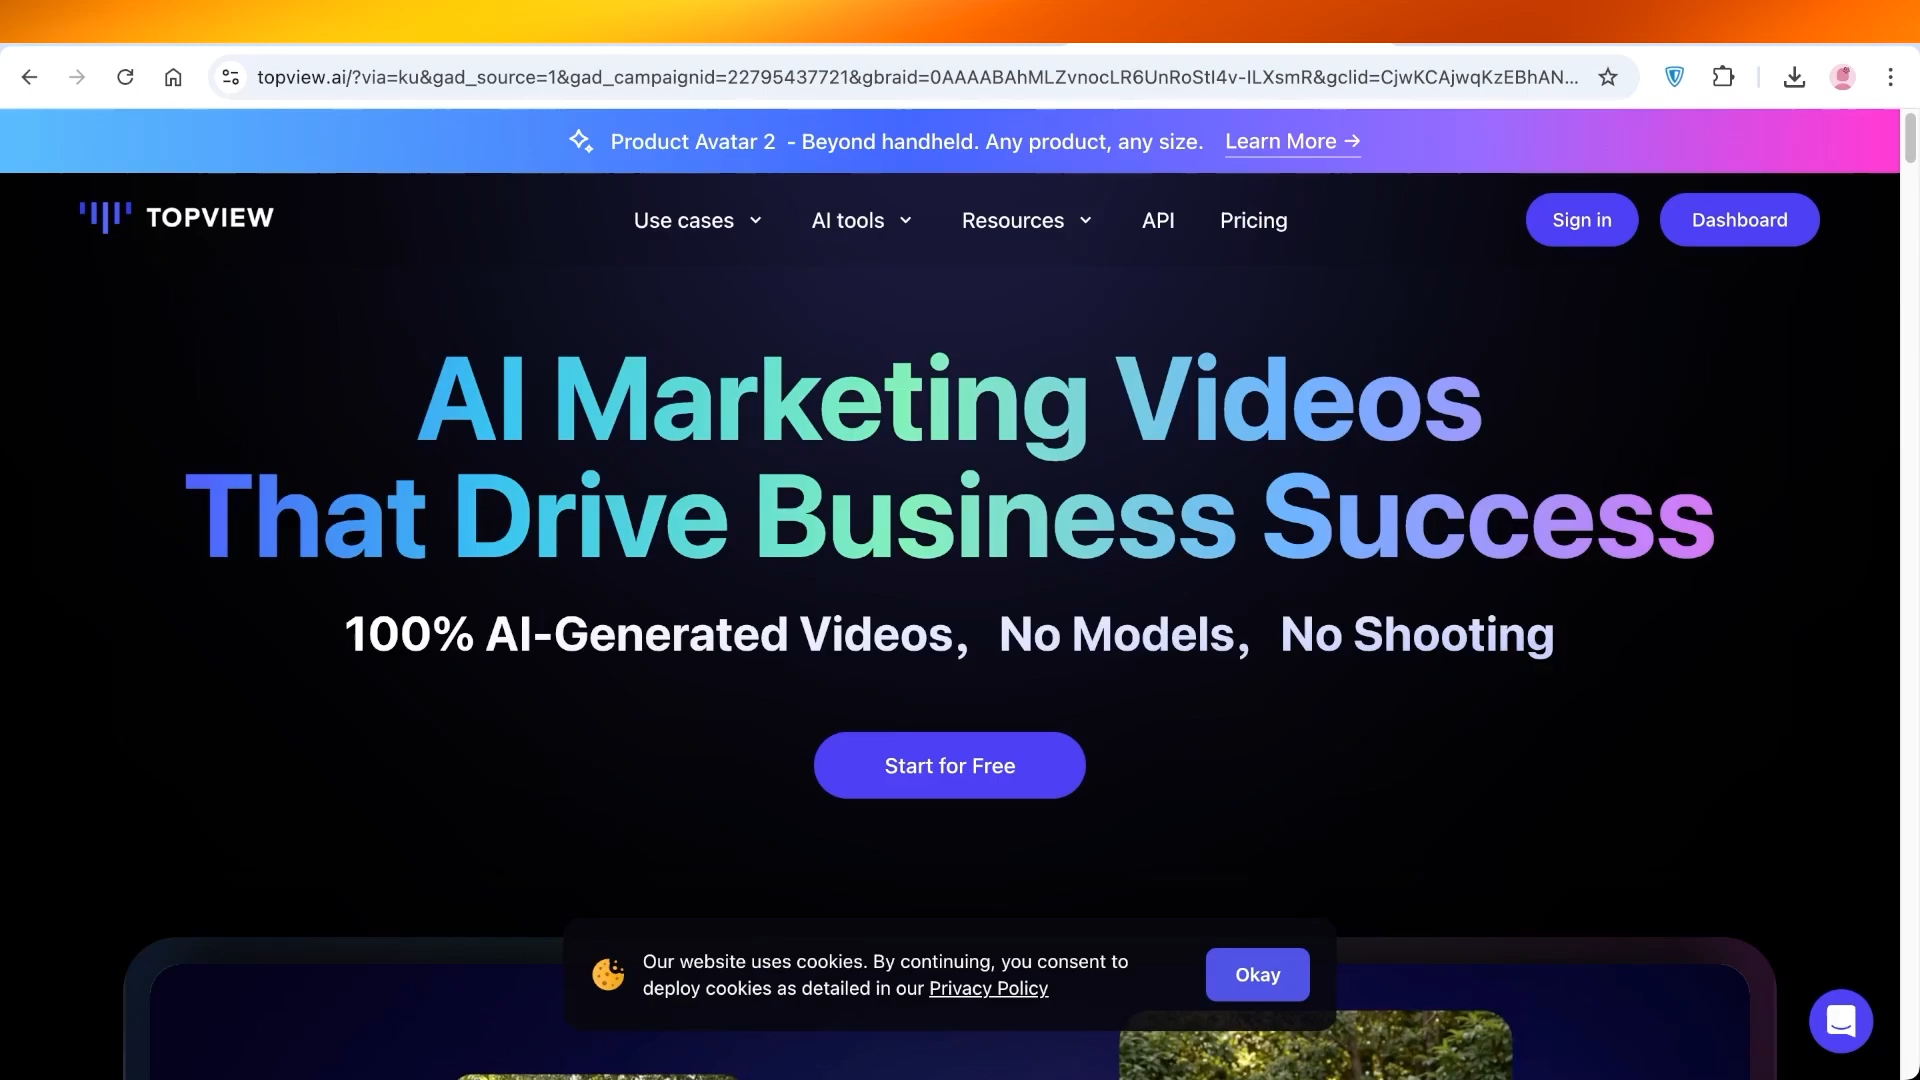 topview.ai/?via=ku&gad_source=1&gad_campaignid=22795437721&gbraid=0AAAABAhMLZvnocLR6UnRoStI4v-ILXsmR&gclid=CjwKCAjwqKzEBhAN...
Product Avatar 2 - Beyond handheld. Any product, any size. Learn More →
TOPVIEW
Use cases AI tools Resources API Pricing
Sign in Dashboard
AI Marketing Videos
That Drive Business Success
100% AI-Generated Videos，No Models，No Shooting
Start for Free
Our website uses cookies. By continuing, you consent to
deploy cookies as detailed in our Privacy Policy
Okay